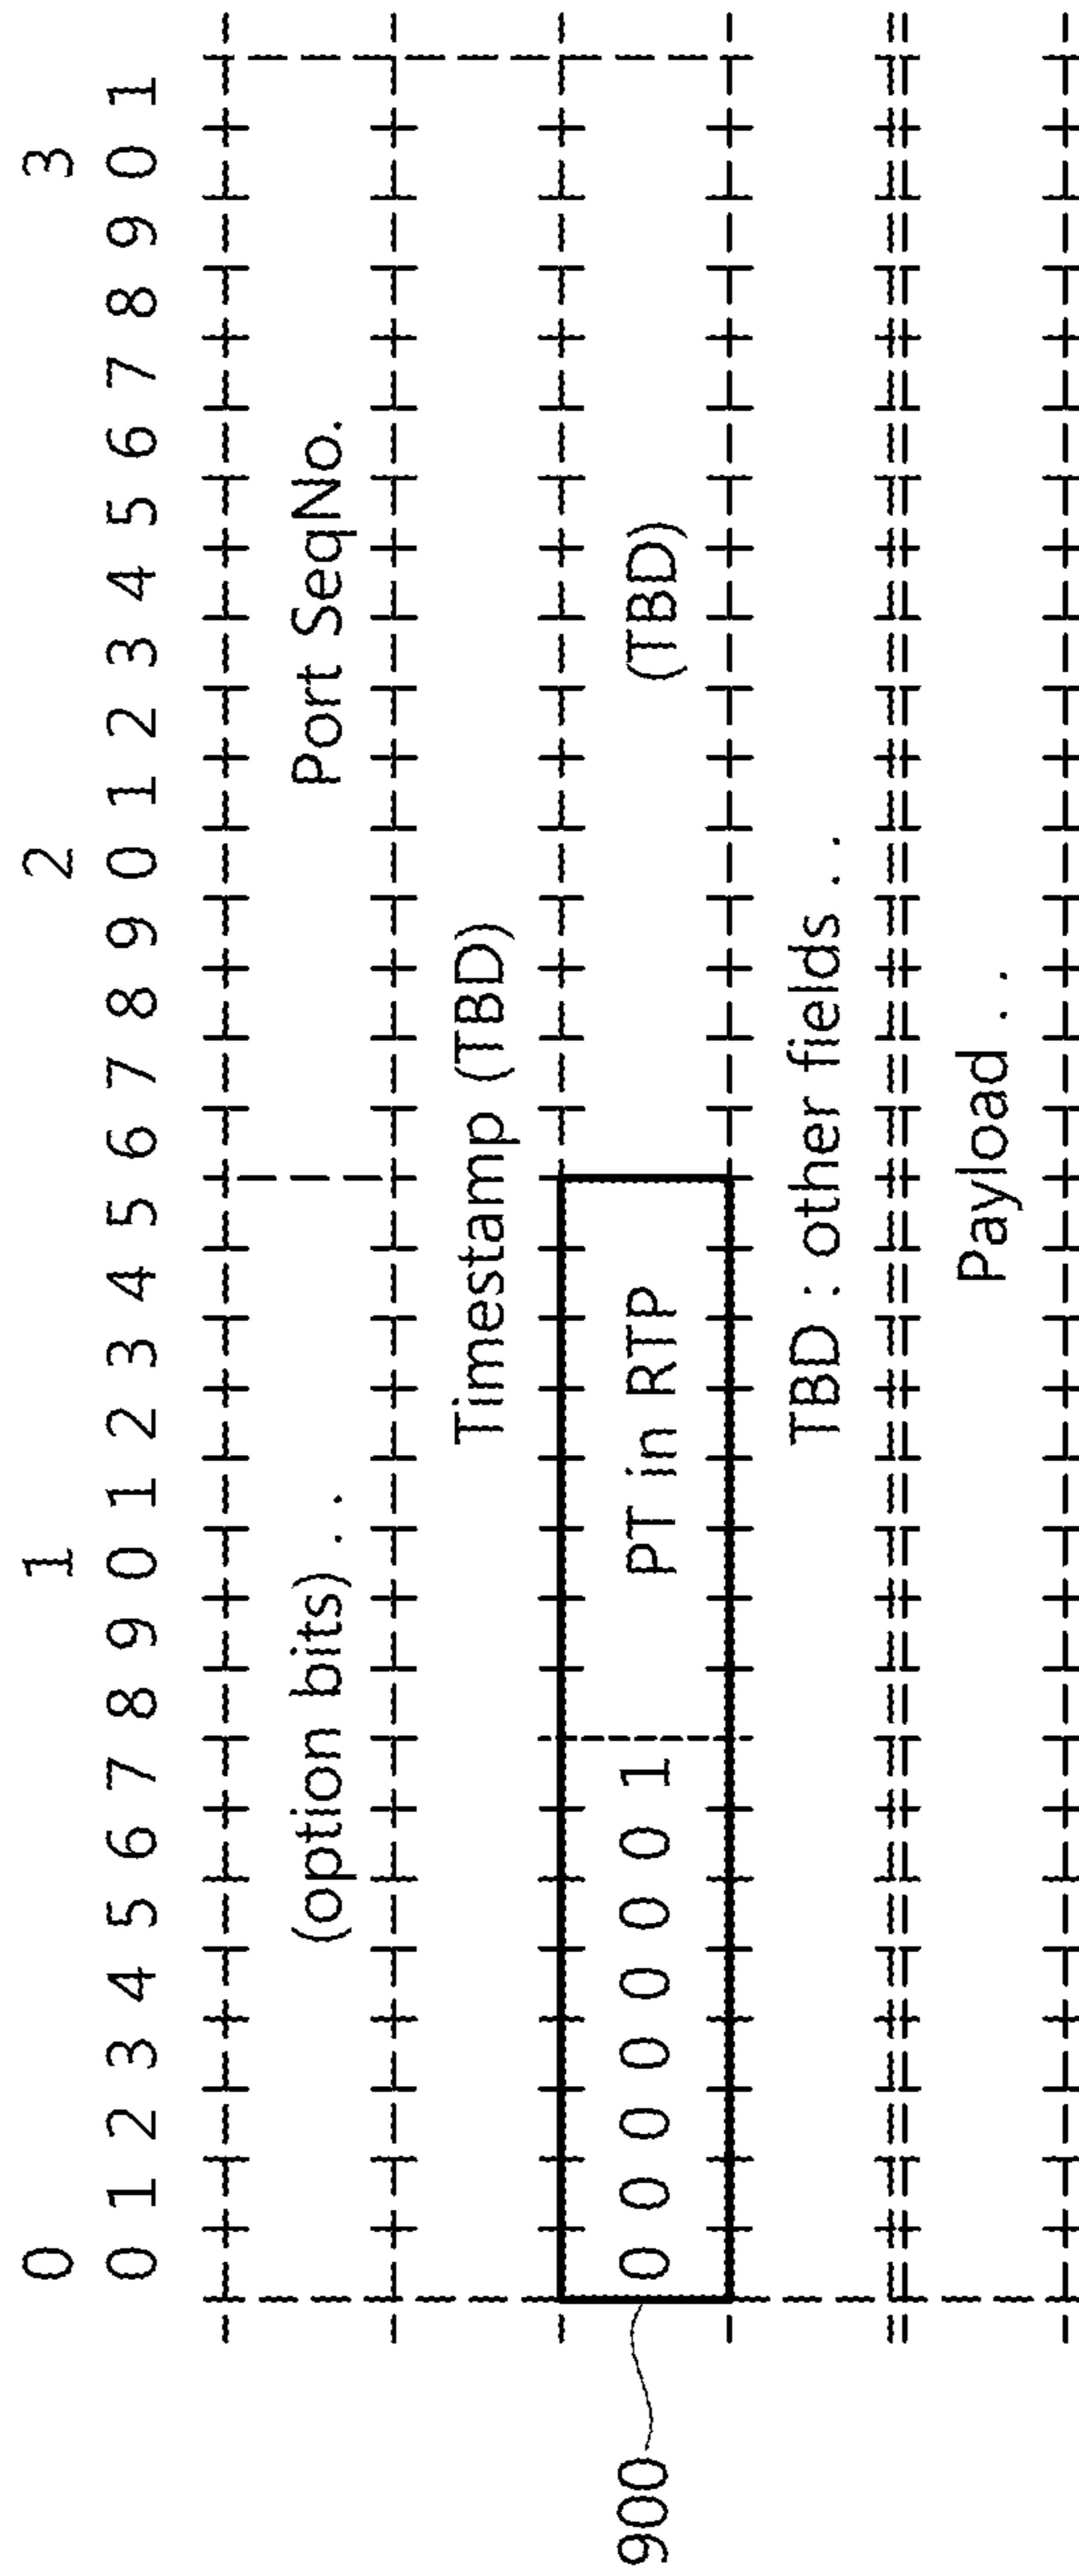 0 1 2 3
0 1 2 3 4 5 6 7 8 9 0 1 2 3 4 5 6 7 8 9 0 1 2 3 4 5 6 7 8 9 0 1
(option bits) . . Port SeqNo.
Timestamp (TBD)
900 0 0 0 0 0 0 0 1 PT in RTP (TBD)
TBD : other fields . .
Payload . .